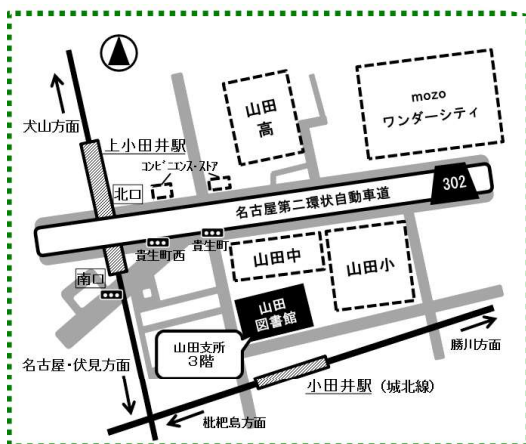 犬山方面
上小田井駅
コンビニエンス・ストア
北口
山田
高
mozo
ワンダーシティ
302
名古屋第二環状自動車道
貴生町西
貴生町
南口
山田中
山田小
山田
図書館
山田支所
3階
名古屋・伏見方面
勝川方面
小田井駅（城北線）
枇杷島方面